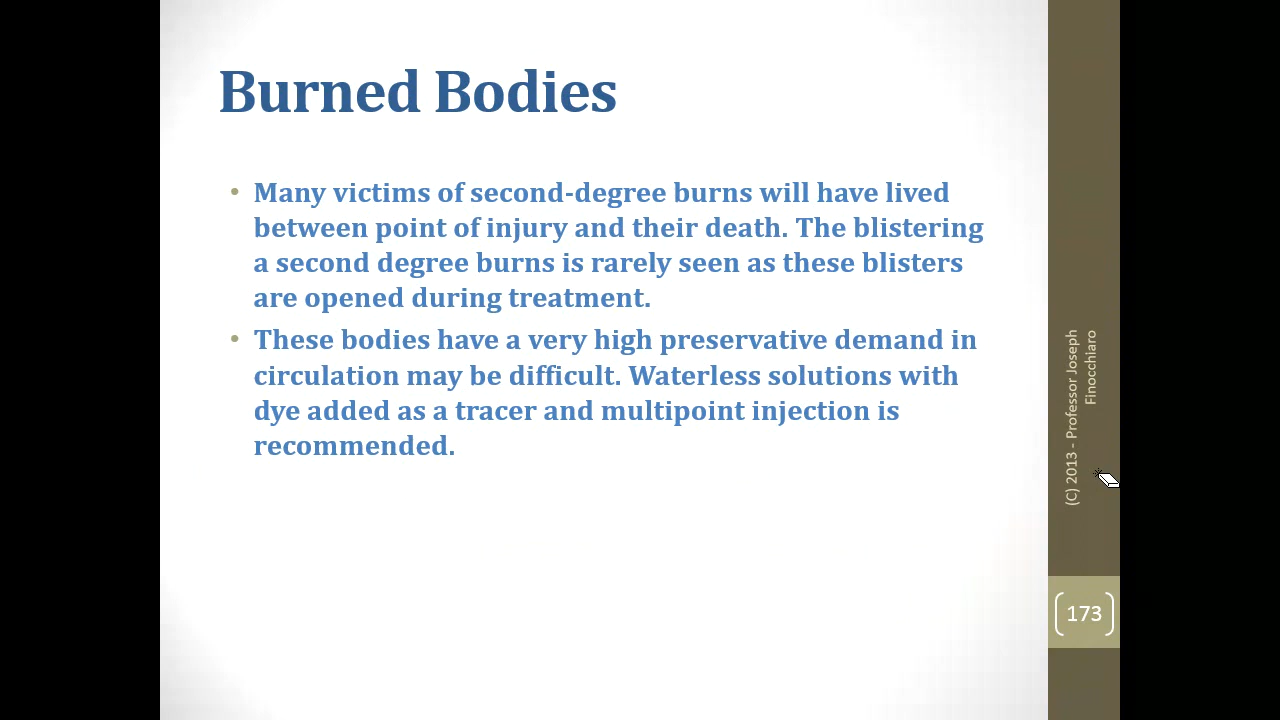 Burned Bodies
• Many victims of second-degree burns will have lived
between point of injury and their death. The blistering
a second degree burns is rarely seen as these blisters
are opened during treatment.
• These bodies have a very high preservative demand in
circulation may be difficult. Waterless solutions with
dye added as a tracer and multipoint injection is
recommended.
(C) 2013 - Professor Joseph
Finocchiaro
173